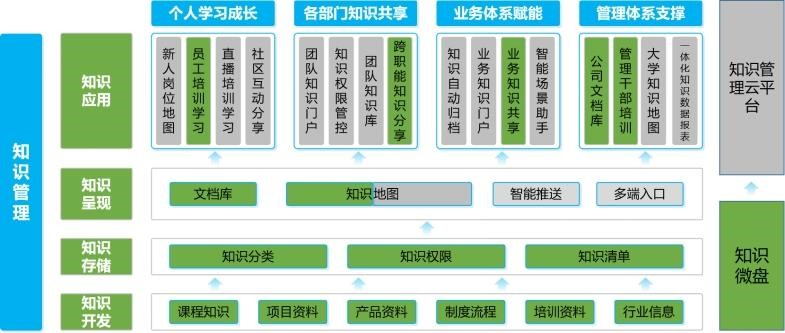 知识管理
个人学习成长
各部门知识共享
业务体系赋能
管理体系支撑
知识
应用
新人岗位地图
员工培训学习
直播培训学习
社区互动分享
团队知识门户
知识权限管控
团队知识库
跨职能知识分享
知识自动归档
业务知识门户
业务知识共享
智能场景助手
公司文档库
管理干部培训
大学知识地图
一体化知识数据报表
知识管
理云平
台
知识
呈现
文档库
知识地图
智能推送
多端入口
知识
存储
知识分类
知识权限
知识清单
知识
微盘
知识
开发
课程知识
项目资料
产品资料
制度流程
培训资料
行业信息